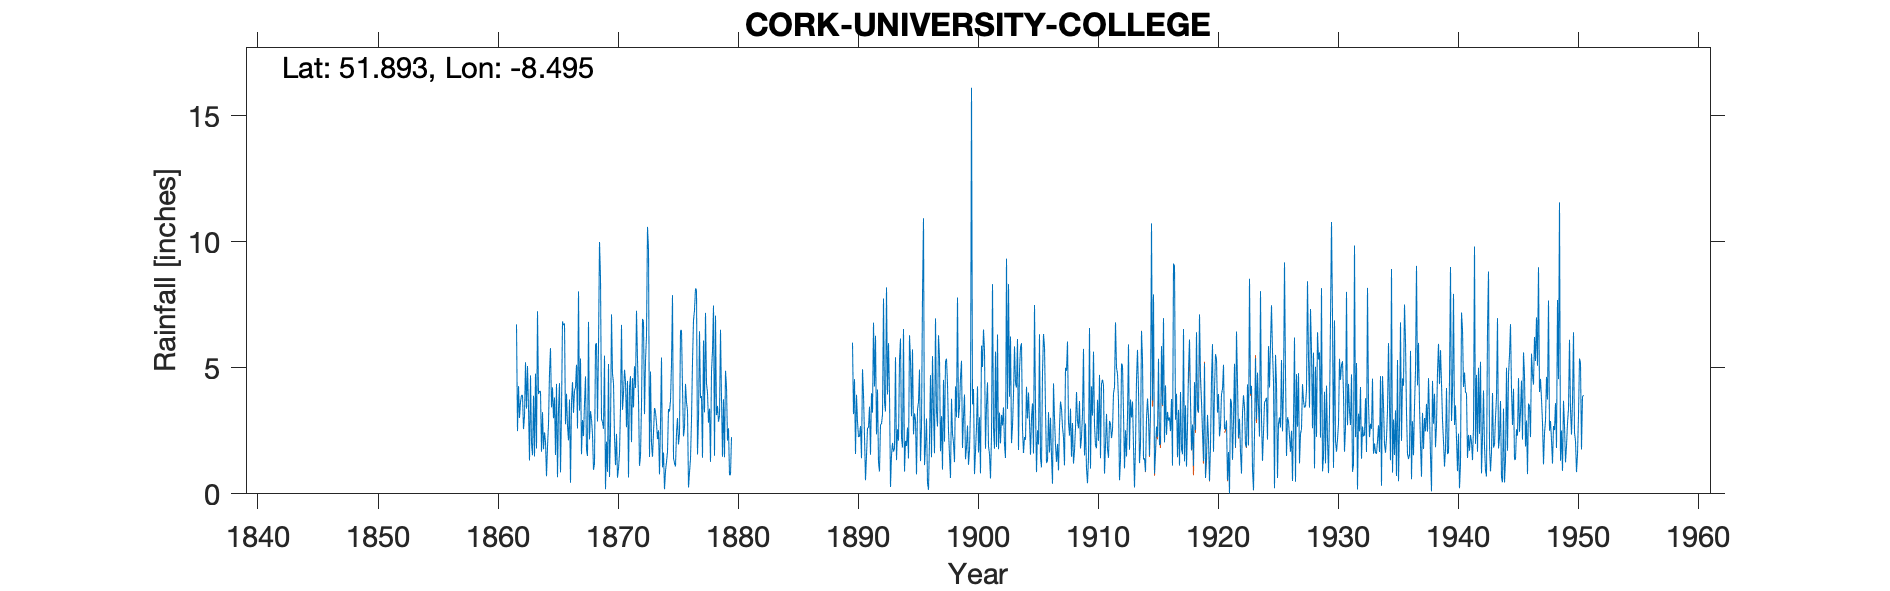 CORK-UNIVERSITY-COLLEGE
Lat: 51.893, Lon: -8.495
15
10
5
0
Rainfall [inches]
1840 1850 1860 1870 1880 1890 1900 1910 1920 1930 1940 1950 1960
Year